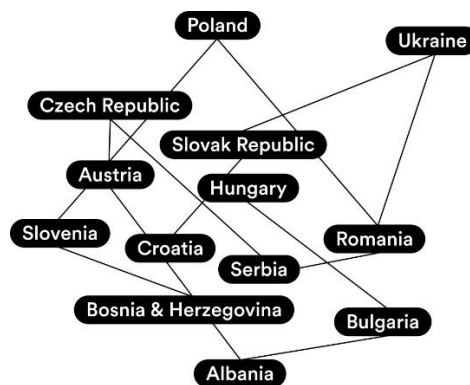 Poland
Ukraine
Czech Republic
Slovak Republic
Austria
Hungary
Slovenia
Croatia
Romania
Serbia
Bosnia & Herzegovina
Bulgaria
Albania